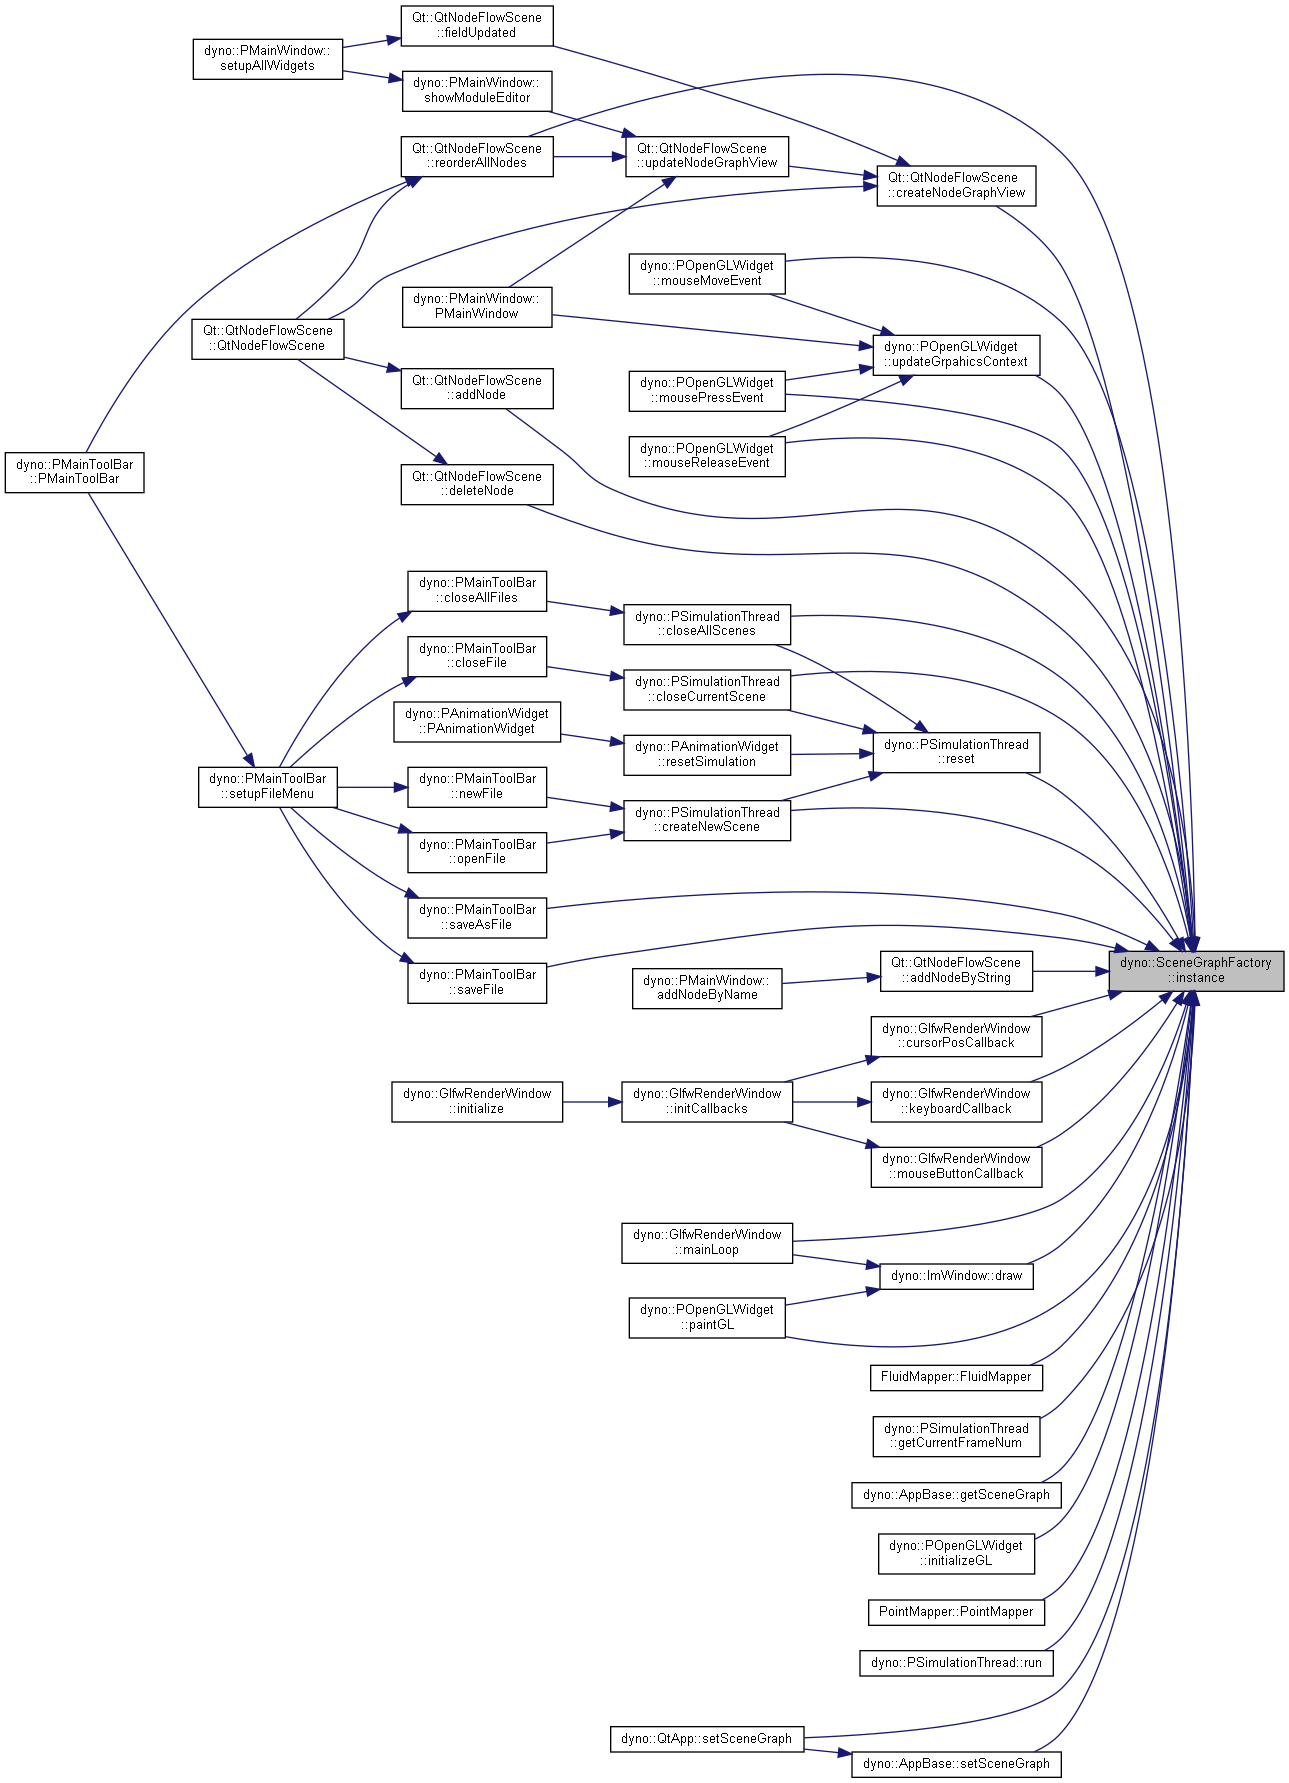 Qt::QtNodeFlowScene
::fieldUpdated
dyno::PMainWindow::
setupAllWidgets
dyno::PMainWindow::
showModuleEditor
Qt::QtNodeFlowScene
::reorderAllNodes
Qt::QtNodeFlowScene
::updateNodeGraphView
Qt::QtNodeFlowScene
::createNodeGraphView
dyno::POpenGLWidget
::mouseMoveEvent
dyno::PMainWindow::
PMainWindow
Qt::QtNodeFlowScene
::QtNodeFlowScene
dyno::POpenGLWidget
::updateGrpahicsContext
Qt::QtNodeFlowScene
::addNode
dyno::POpenGLWidget
::mousePressEvent
dyno::POpenGLWidget
::mouseReleaseEvent
dyno::PMainToolBar
::PMainToolBar
Qt::QtNodeFlowScene
::deleteNode
dyno::PMainToolBar
::closeAllFiles
dyno::PSimulationThread
::closeAllScenes
dyno::PMainToolBar
::closeFile
dyno::PSimulationThread
::closeCurrentScene
dyno::PAnimationWidget
::PAnimationWidget
dyno::PAnimationWidget
::resetSimulation
dyno::PSimulationThread
::reset
dyno::PMainToolBar
::setupFileMenu
dyno::PMainToolBar
::newFile
dyno::PSimulationThread
::createNewScene
dyno::PMainToolBar
::openFile
dyno::PMainToolBar
::saveAsFile
dyno::PMainToolBar
::saveFile
dyno::PMainWindow::
addNodeByName
Qt::QtNodeFlowScene
::addNodeByString
dyno::SceneGraphFactory
::instance
dyno::GlfwRenderWindow
::cursorPosCallback
dyno::GlfwRenderWindow
::initialize
dyno::GlfwRenderWindow
::initCallbacks
dyno::GlfwRenderWindow
::keyboardCallback
dyno::GlfwRenderWindow
::mouseButtonCallback
dyno::GlfwRenderWindow
::mainLoop
dyno::ImWindow::draw
dyno::POpenGLWidget
::paintGL
FluidMapper::FluidMapper
dyno::PSimulationThread
::getCurrentFrameNum
dyno::AppBase::getSceneGraph
dyno::POpenGLWidget
::initializeGL
PointMapper::PointMapper
dyno::PSimulationThread::run
dyno::QtApp::setSceneGraph
dyno::AppBase::setSceneGraph